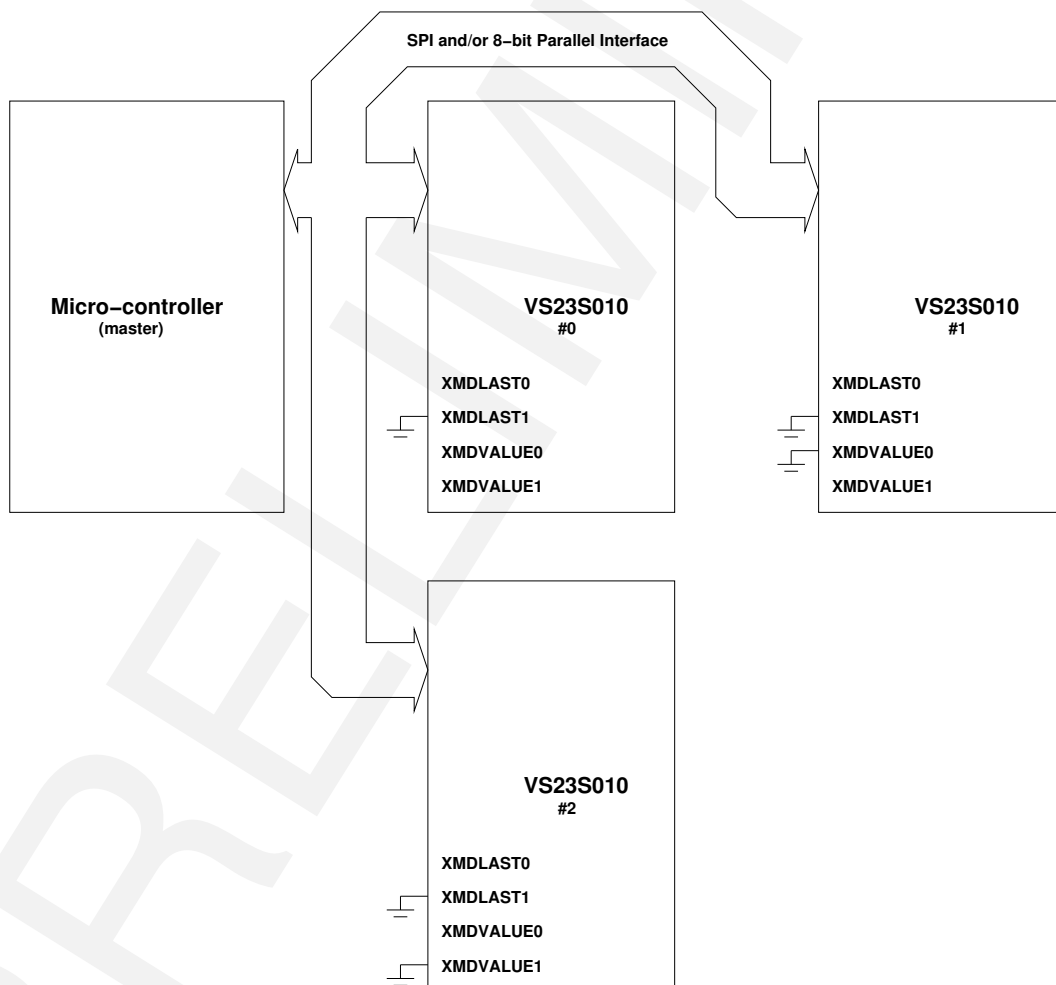 SPI and/or 8−bit Parallel Interface
Micro−controller
(master)
VS23S010
#0
XMDLAST0
XMDLAST1
XMDVALUE0
XMDVALUE1
VS23S010
#1
XMDLAST0
XMDLAST1
XMDVALUE0
XMDVALUE1
VS23S010
#2
XMDLAST0
XMDLAST1
XMDVALUE0
XMDVALUE1